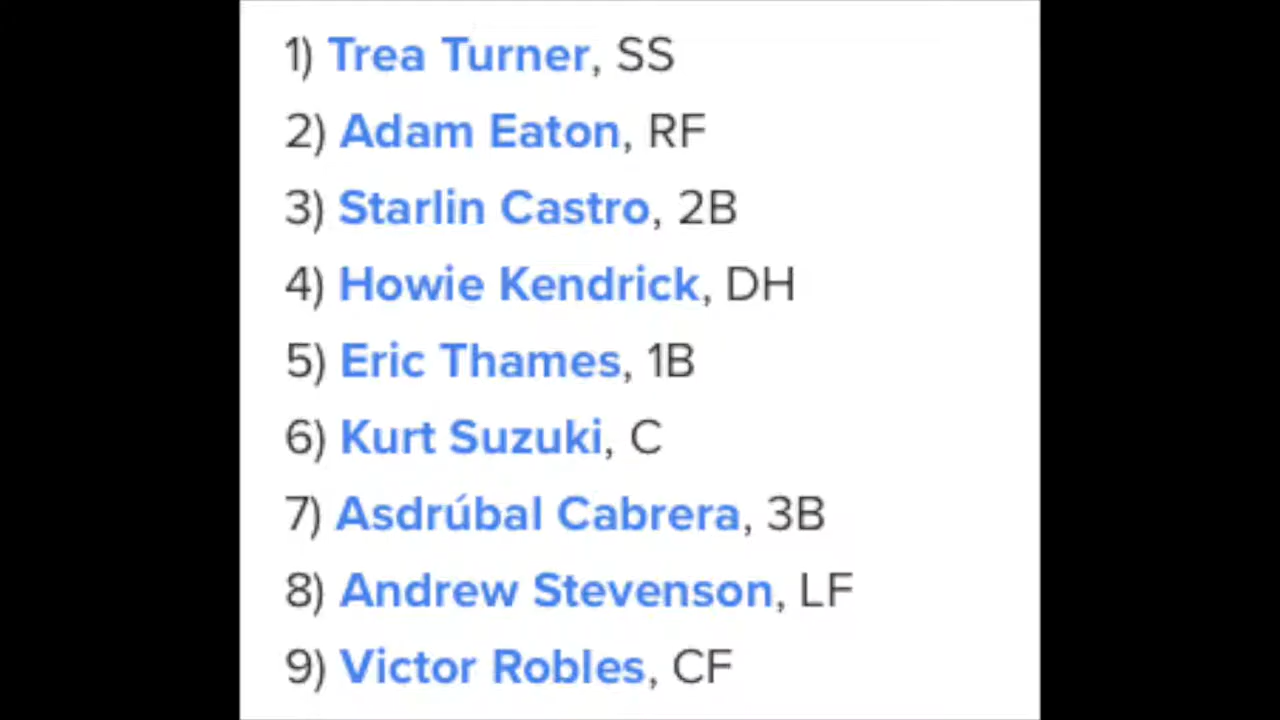 1) Trea Turner, SS
2) Adam Eaton, RF
3) Starlin Castro, 2B
4) Howie Kendrick, DH
5) Eric Thames, 1B
6) Kurt Suzuki, C
7) Asdrúbal Cabrera, 3B
8) Andrew Stevenson, LF
9) Victor Robles, CF